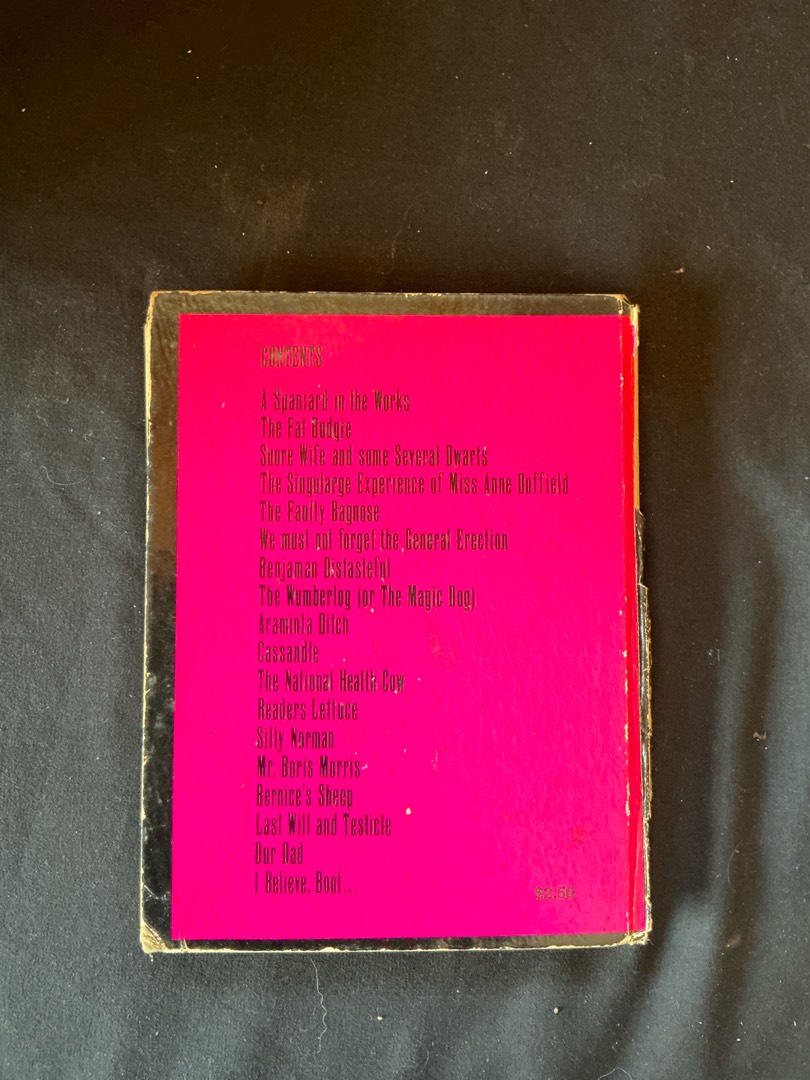 CONTENTS
A Spaniard in the Works
The Fat Budgie
Snore Wife and some Several Dwarts
The Singularge Experience of Miss Anne Duffield
The Faulty Bagnose
We must not forget the General Erection
Benjaman Distasteful
The Wumberlog (or The Magic Dog)
Araminta Ditch
Cassandle
The National Health Cow
Readers Lettuce
Silly Norman
Mr. Boris Morris
Bernice's Sheep
Last Will and Testicle
Our Dad
I Believe, Boot...
$2.50